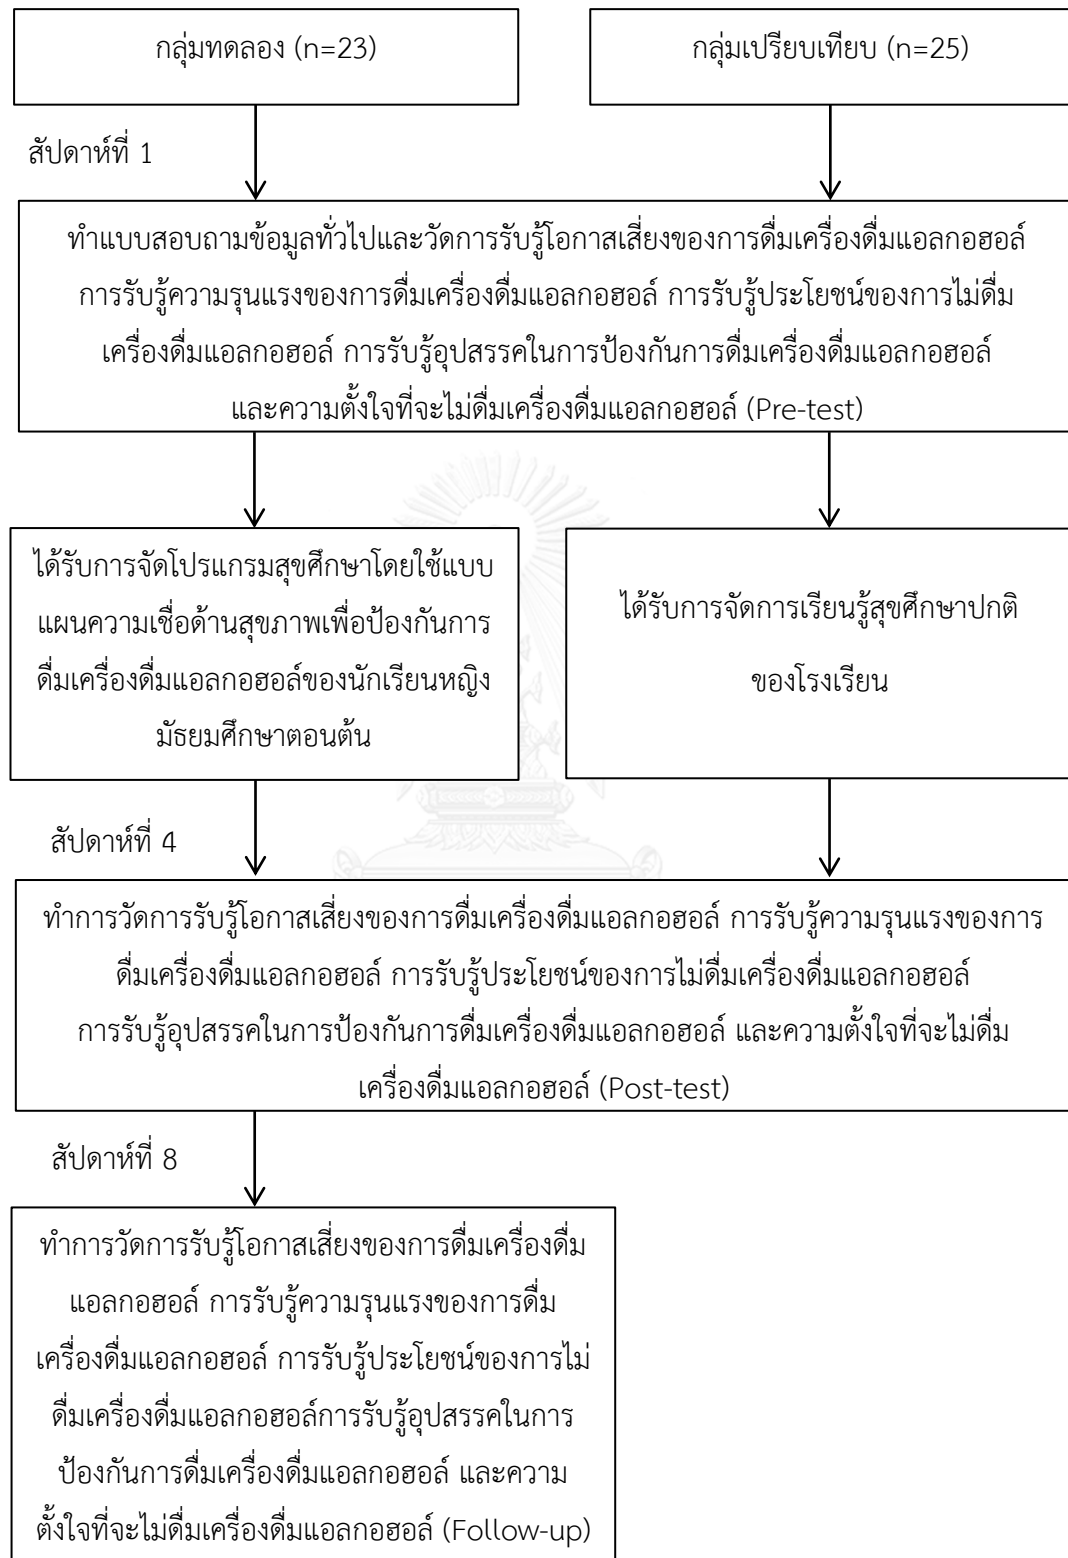 กลุ่มทดลอง (n=23)
กลุ่มเปรียบเทียบ (n=25)
สัปดาห์ที่ 1
ทำแบบสอบถามข้อมูลทั่วไปและวัดการรับรู้โอกาสเสี่ยงของการดื่มเครื่องดื่มแอลกอฮอล์
การรับรู้ความรุนแรงของการดื่มเครื่องดื่มแอลกอฮอล์ การรับรู้ประโยชน์ของการไม่ดื่ม
เครื่องดื่มแอลกอฮอล์ การรับรู้อุปสรรคในการป้องกันการดื่มเครื่องดื่มแอลกอฮอล์
และความตั้งใจที่จะไม่ดื่มเครื่องดื่มแอลกอฮอล์ (Pre-test)
ได้รับการจัดโปรแกรมสุขศึกษาโดยใช้แบบ
แผนความเชื่อด้านสุขภาพเพื่อป้องกันการ
ดื่มเครื่องดื่มแอลกอฮอล์ของนักเรียนหญิง
มัธยมศึกษาตอนต้น
ได้รับการจัดการเรียนรู้สุขศึกษาปกติ
ของโรงเรียน
สัปดาห์ที่ 4
ทำการวัดการรับรู้โอกาสเสี่ยงของการดื่มเครื่องดื่มแอลกอฮอล์ การรับรู้ความรุนแรงของการ
ดื่มเครื่องดื่มแอลกอฮอล์ การรับรู้ประโยชน์ของการไม่ดื่มเครื่องดื่มแอลกอฮอล์
การรับรู้อุปสรรคในการป้องกันการดื่มเครื่องดื่มแอลกอฮอล์ และความตั้งใจที่จะไม่ดื่ม
เครื่องดื่มแอลกอฮอล์ (Post-test)
สัปดาห์ที่ 8
ทำการวัดการรับรู้โอกาสเสี่ยงของการดื่มเครื่องดื่ม
แอลกอฮอล์ การรับรู้ความรุนแรงของการดื่ม
เครื่องดื่มแอลกอฮอล์ การรับรู้ประโยชน์ของการไม่
ดื่มเครื่องดื่มแอลกอฮอล์การรับรู้อุปสรรคในการ
ป้องกันการดื่มเครื่องดื่มแอลกอฮอล์ และความ
ตั้งใจที่จะไม่ดื่มเครื่องดื่มแอลกอฮอล์ (Follow-up)